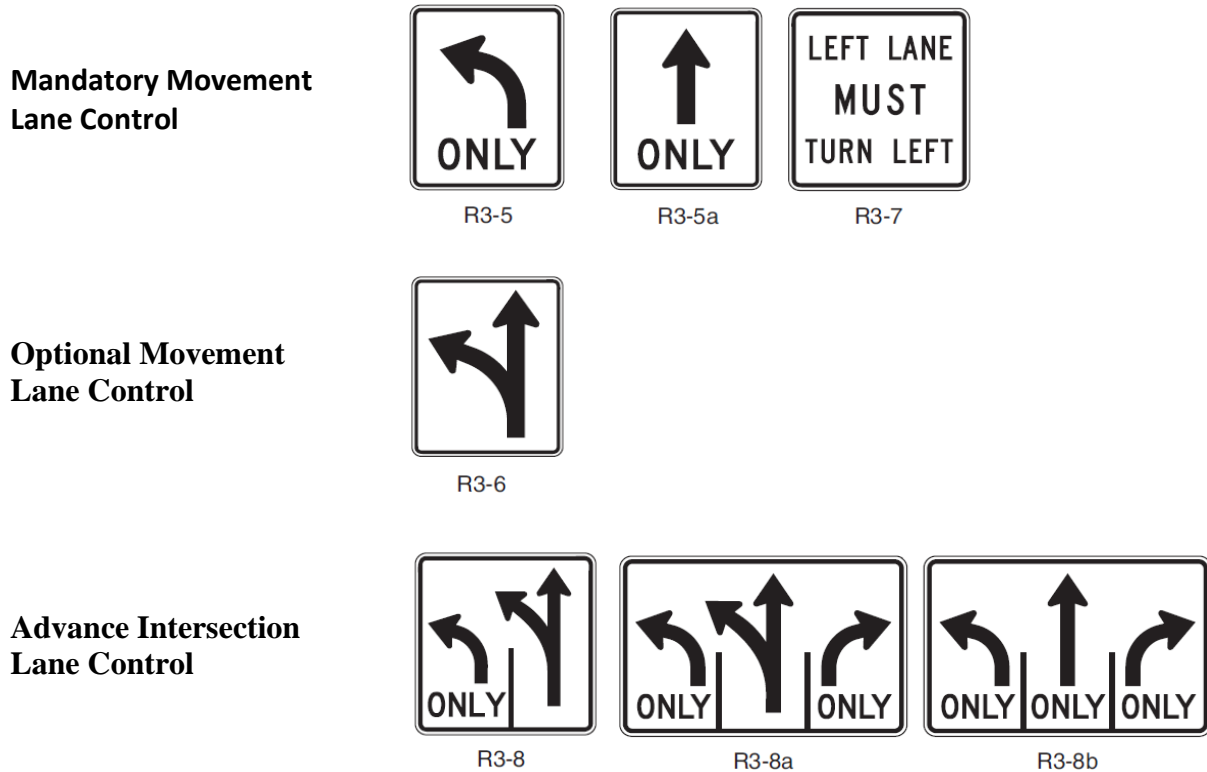 Mandatory Movement
Lane Control
ONLY
ONLY
LEFT LANE
MUST
TURN LEFT
R3-5
R3-5a
R3-7
Optional Movement
Lane Control
R3-6
Advance Intersection
Lane Control
ONLY
ONLY
ONLY
ONLY
ONLY
ONLY
R3-8
R3-8a
R3-8b